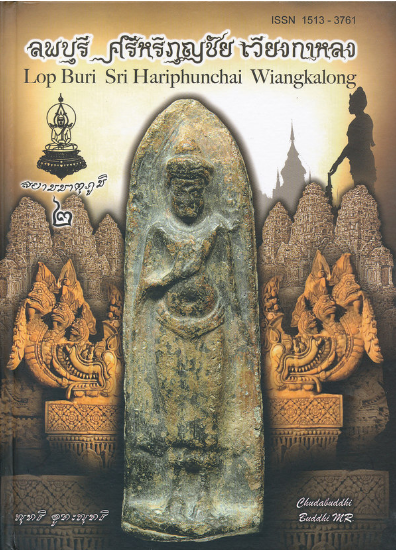 ISSN 1513 - 3761
ลพบุรี ศรีหริภุญชัย เวียงกาหลง
Lop Buri Sri Hariphunchai Wiangkalong
๒
Chudabuddhi
Buddhi MR